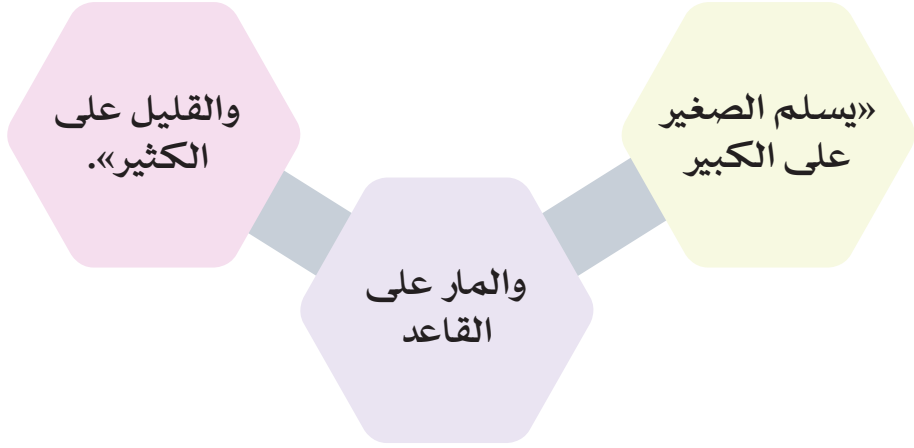 «يسلم الصغير
على الكبير
والمار على
القاعد
والقليل على
الكثير».